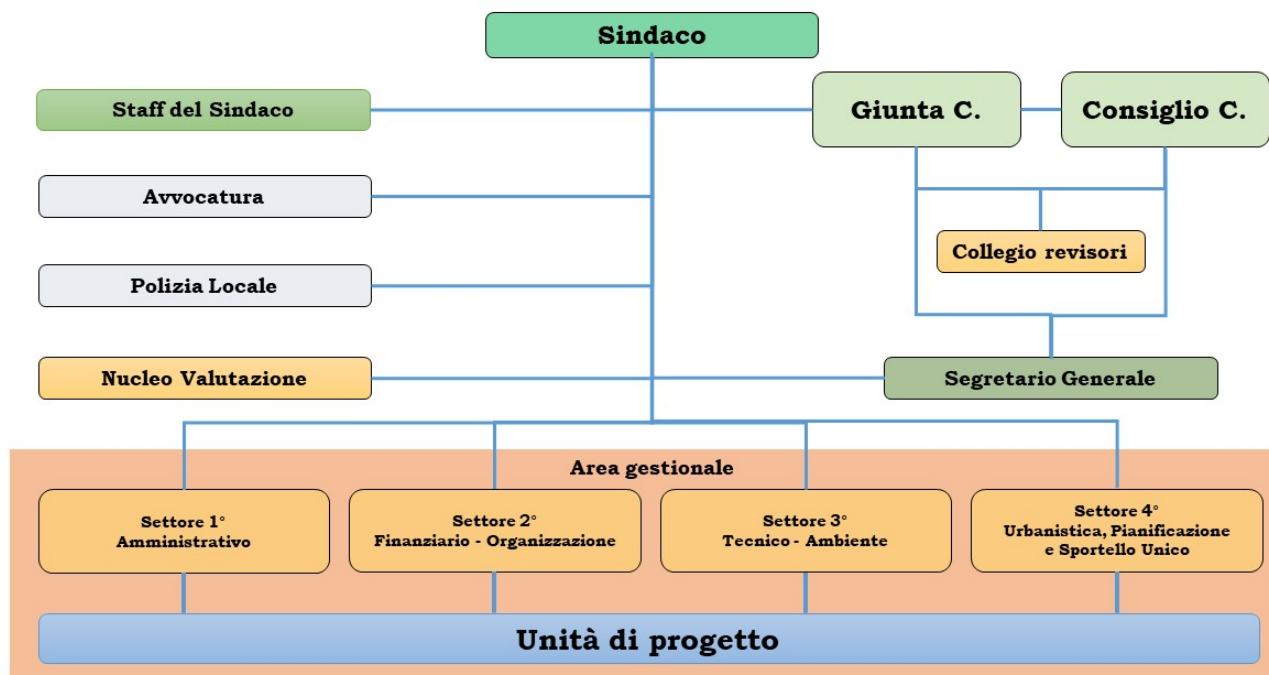 Sindaco
Staff del Sindaco
Giunta C.
Consiglio C.
Avvocatura
Collegio revisori
Polizia Locale
Nucleo Valutazione
Segretario Generale
Area gestionale
Settore 1°
Amministrativo
Settore 2°
Finanziario - Organizzazione
Settore 3°
Tecnico - Ambiente
Settore 4°
Urbanistica, Pianificazione
e Sportello Unico
Unità di progetto